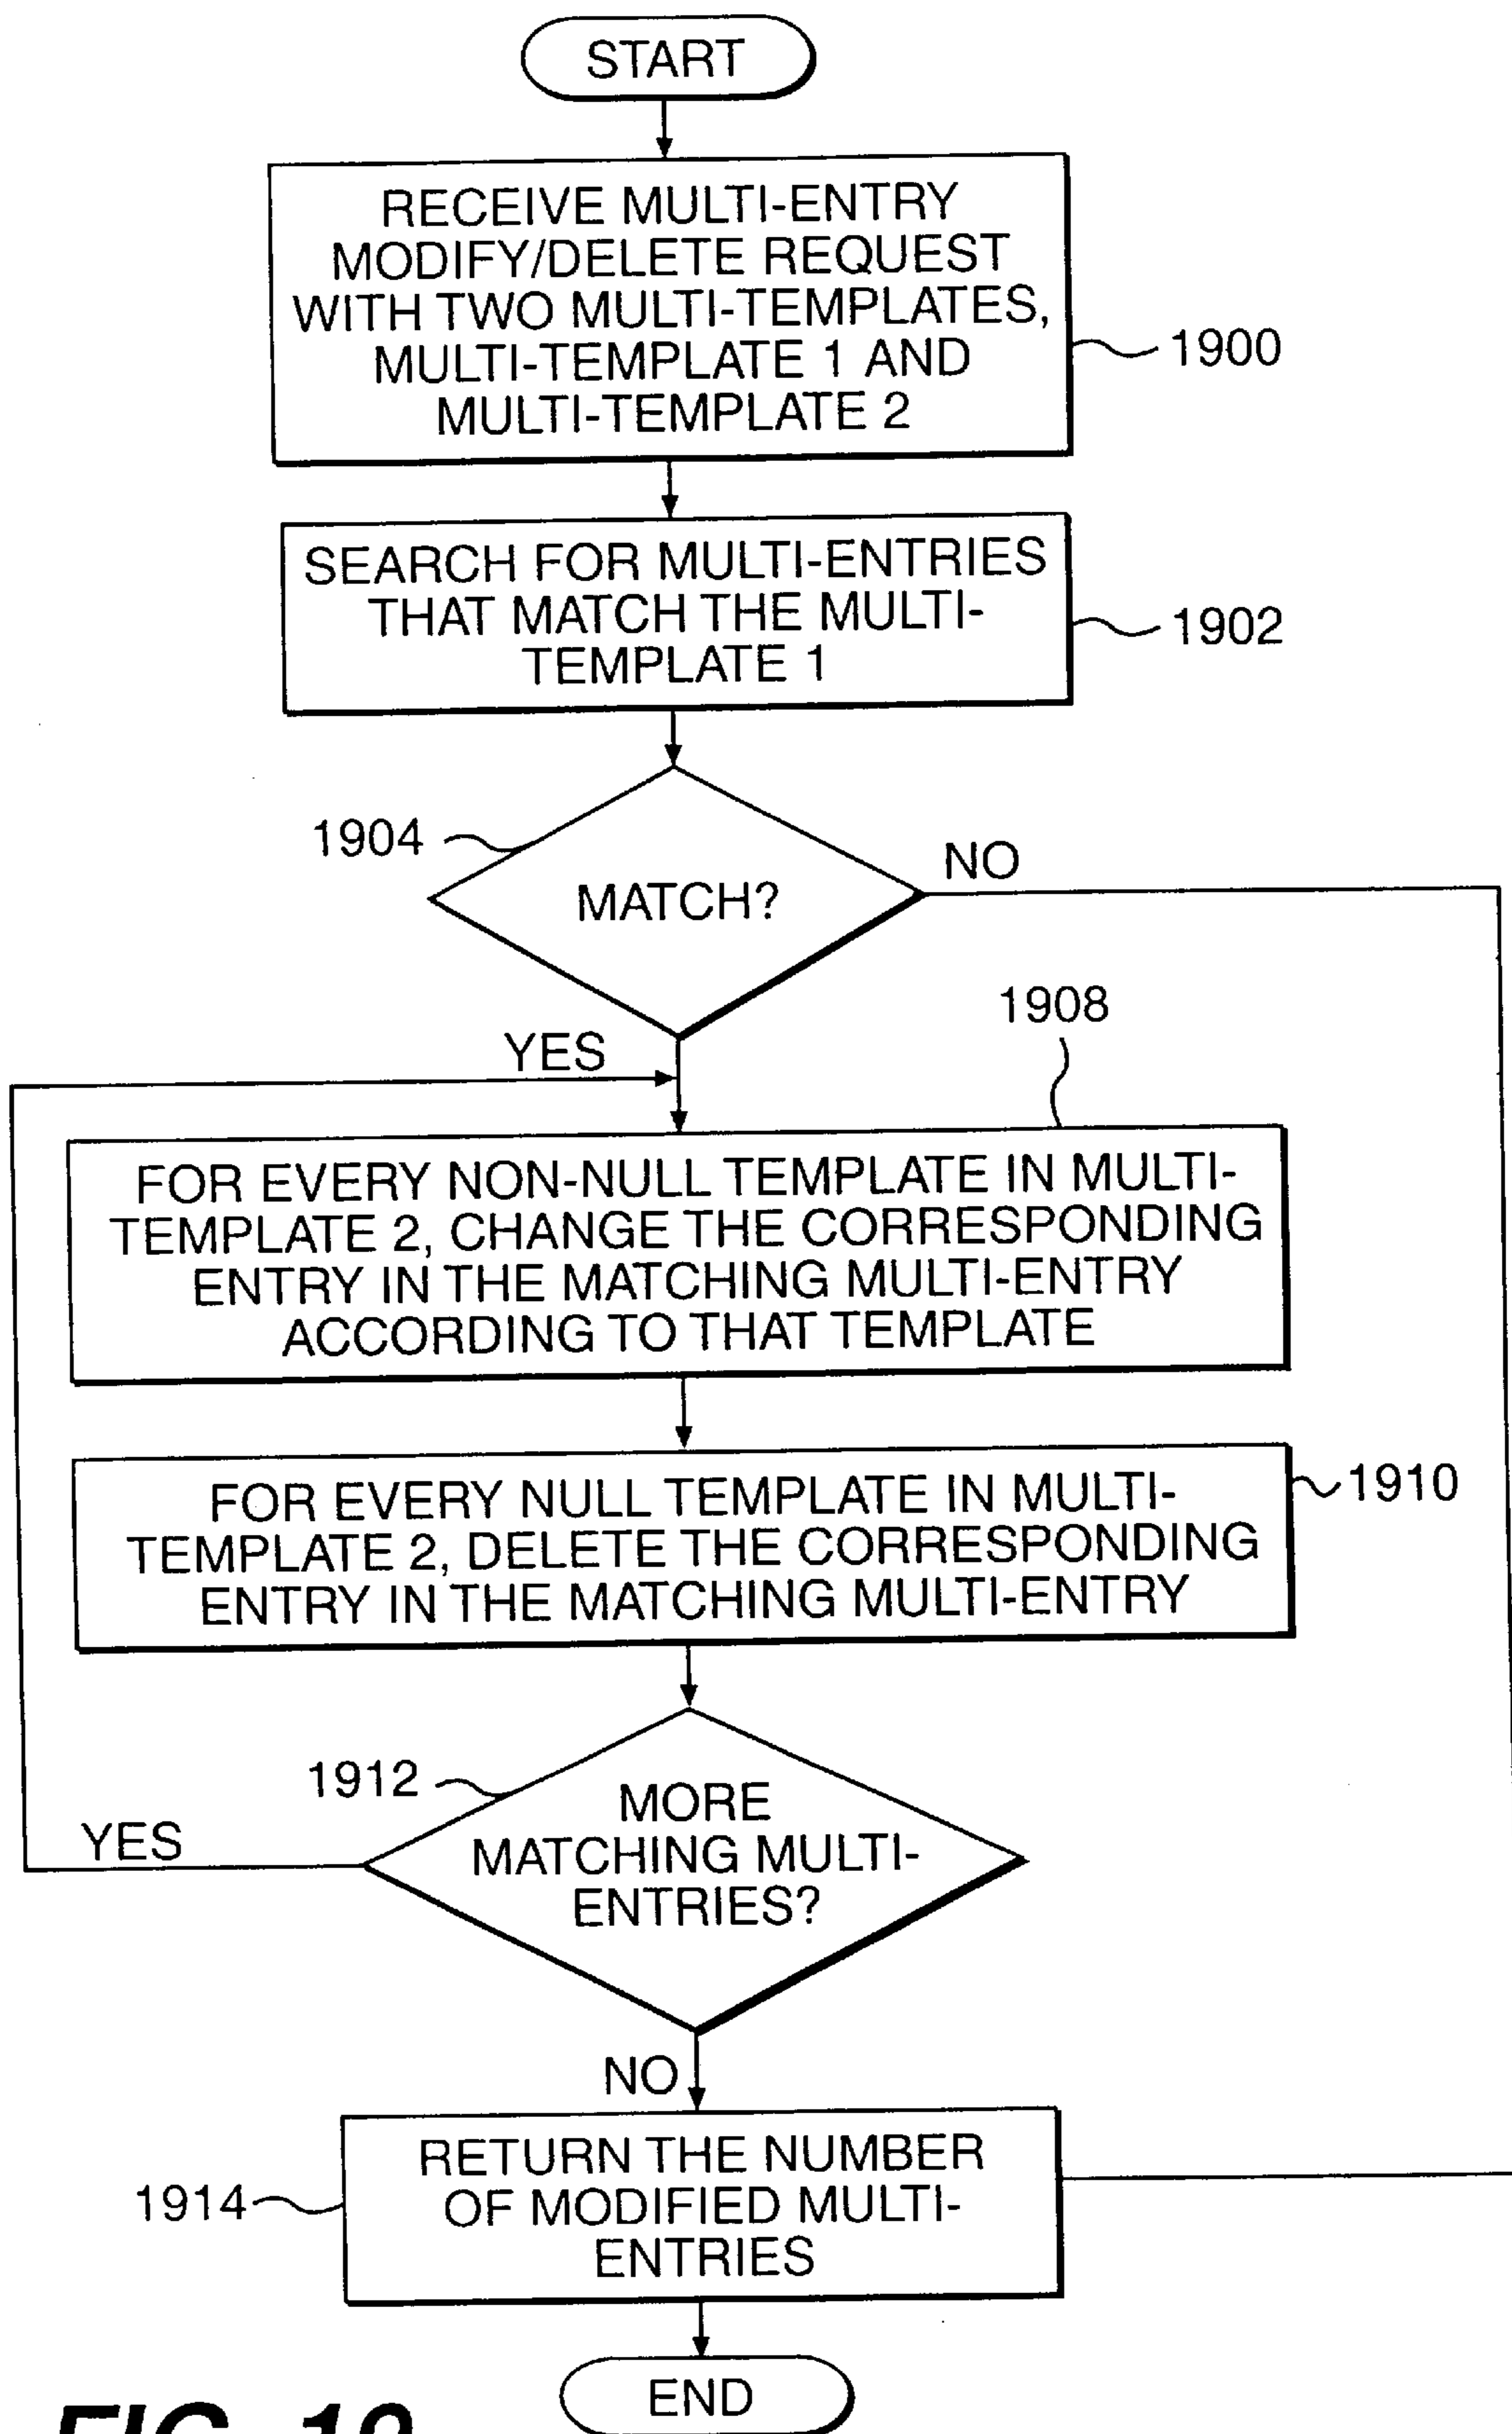 START
RECEIVE MULTI-ENTRY
MODIFY/DELETE REQUEST
WITH TWO MULTI-TEMPLATES,
MULTI-TEMPLATE 1 AND
MULTI-TEMPLATE 2
1900
SEARCH FOR MULTI-ENTRIES
THAT MATCH THE MULTI-
TEMPLATE 1
1902
1904
MATCH?
NO
YES
1908
FOR EVERY NON-NULL TEMPLATE IN MULTI-
TEMPLATE 2, CHANGE THE CORRESPONDING
ENTRY IN THE MATCHING MULTI-ENTRY
ACCORDING TO THAT TEMPLATE
FOR EVERY NULL TEMPLATE IN MULTI-
TEMPLATE 2, DELETE THE CORRESPONDING
ENTRY IN THE MATCHING MULTI-ENTRY
1910
1912
MORE
MATCHING MULTI-
ENTRIES?
YES
NO
RETURN THE NUMBER
OF MODIFIED MULTI-
ENTRIES
1914
END
FIG.